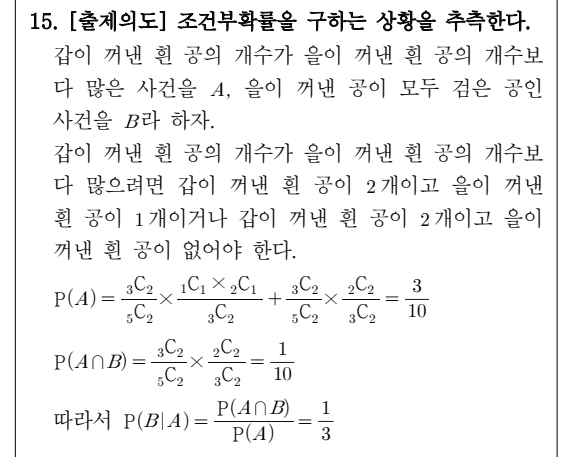 15. [출제의도] 조건부확률을 구하는 상황을 추측한다.
갑이 꺼낸 흰 공의 개수가 을이 꺼낸 흰 공의 개수보
다 많은 사건을 A, 을이 꺼낸 공이 모두 검은 공인
사건을 B라 하자.
갑이 꺼낸 흰 공의 개수가 을이 꺼낸 흰 공의 개수보
다 많으려면 갑이 꺼낸 흰 공이 2개이고 을이 꺼낸
흰 공이 1개이거나 갑이 꺼낸 흰 공이 2개이고 을이
꺼낸 흰 공이 없어야 한다.
P(A) = ₃C₂/₅C₂ × ₁C₁×₂C₁/₃C₂ + ₃C₂/₅C₂ × ₂C₂/₃C₂ = 3/10
P(A∩B) = ₃C₂/₅C₂ × ₂C₂/₃C₂ = 1/10
따라서 P(B|A) = P(A∩B)/P(A) = 1/3